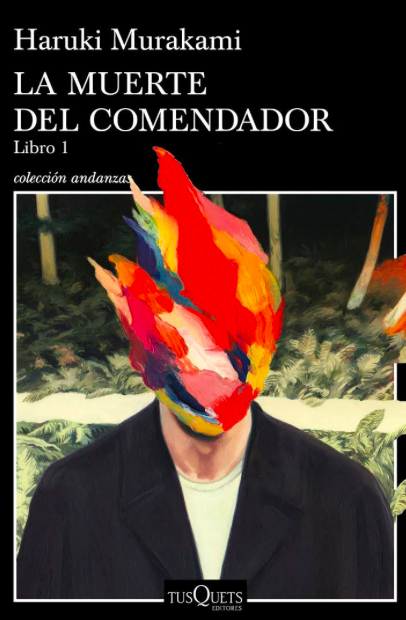 Haruki Murakami
LA MUERTE
DEL COMENDADOR
Libro 1
colección andanzas
TUSQUETS
EDITORES